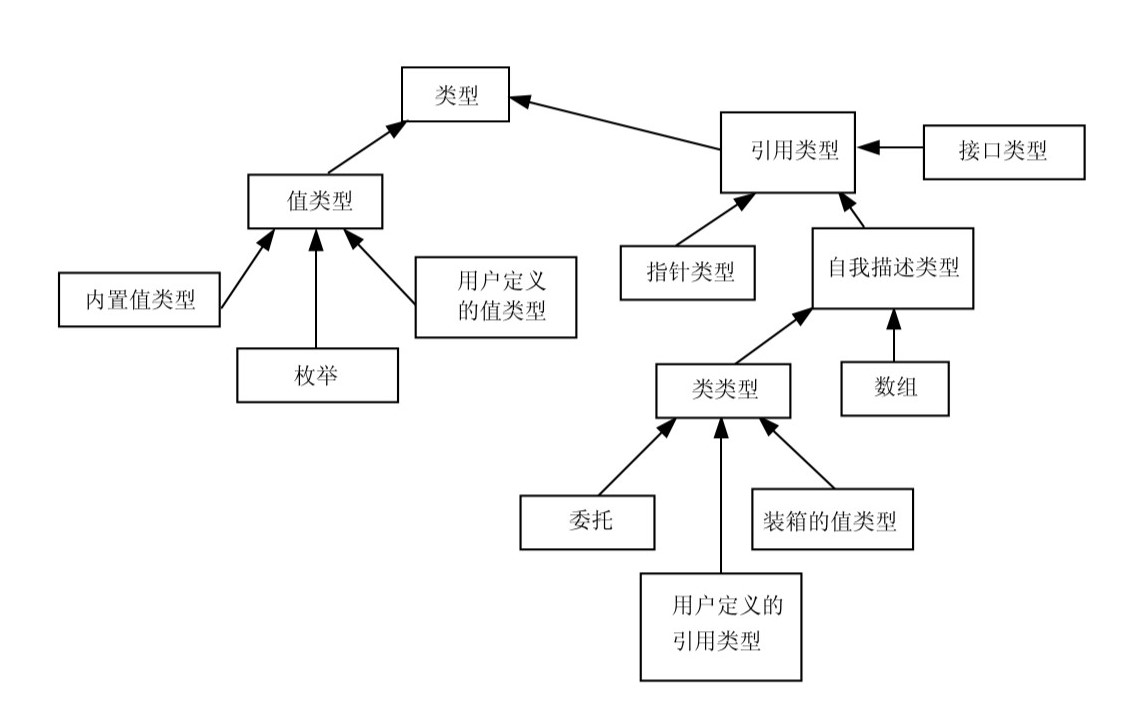 类型
引用类型
接口类型
值类型
指针类型
自我描述类型
内置值类型
用户定义
的值类型
枚举
类类型
数组
委托
装箱的值类型
用户定义的
引用类型